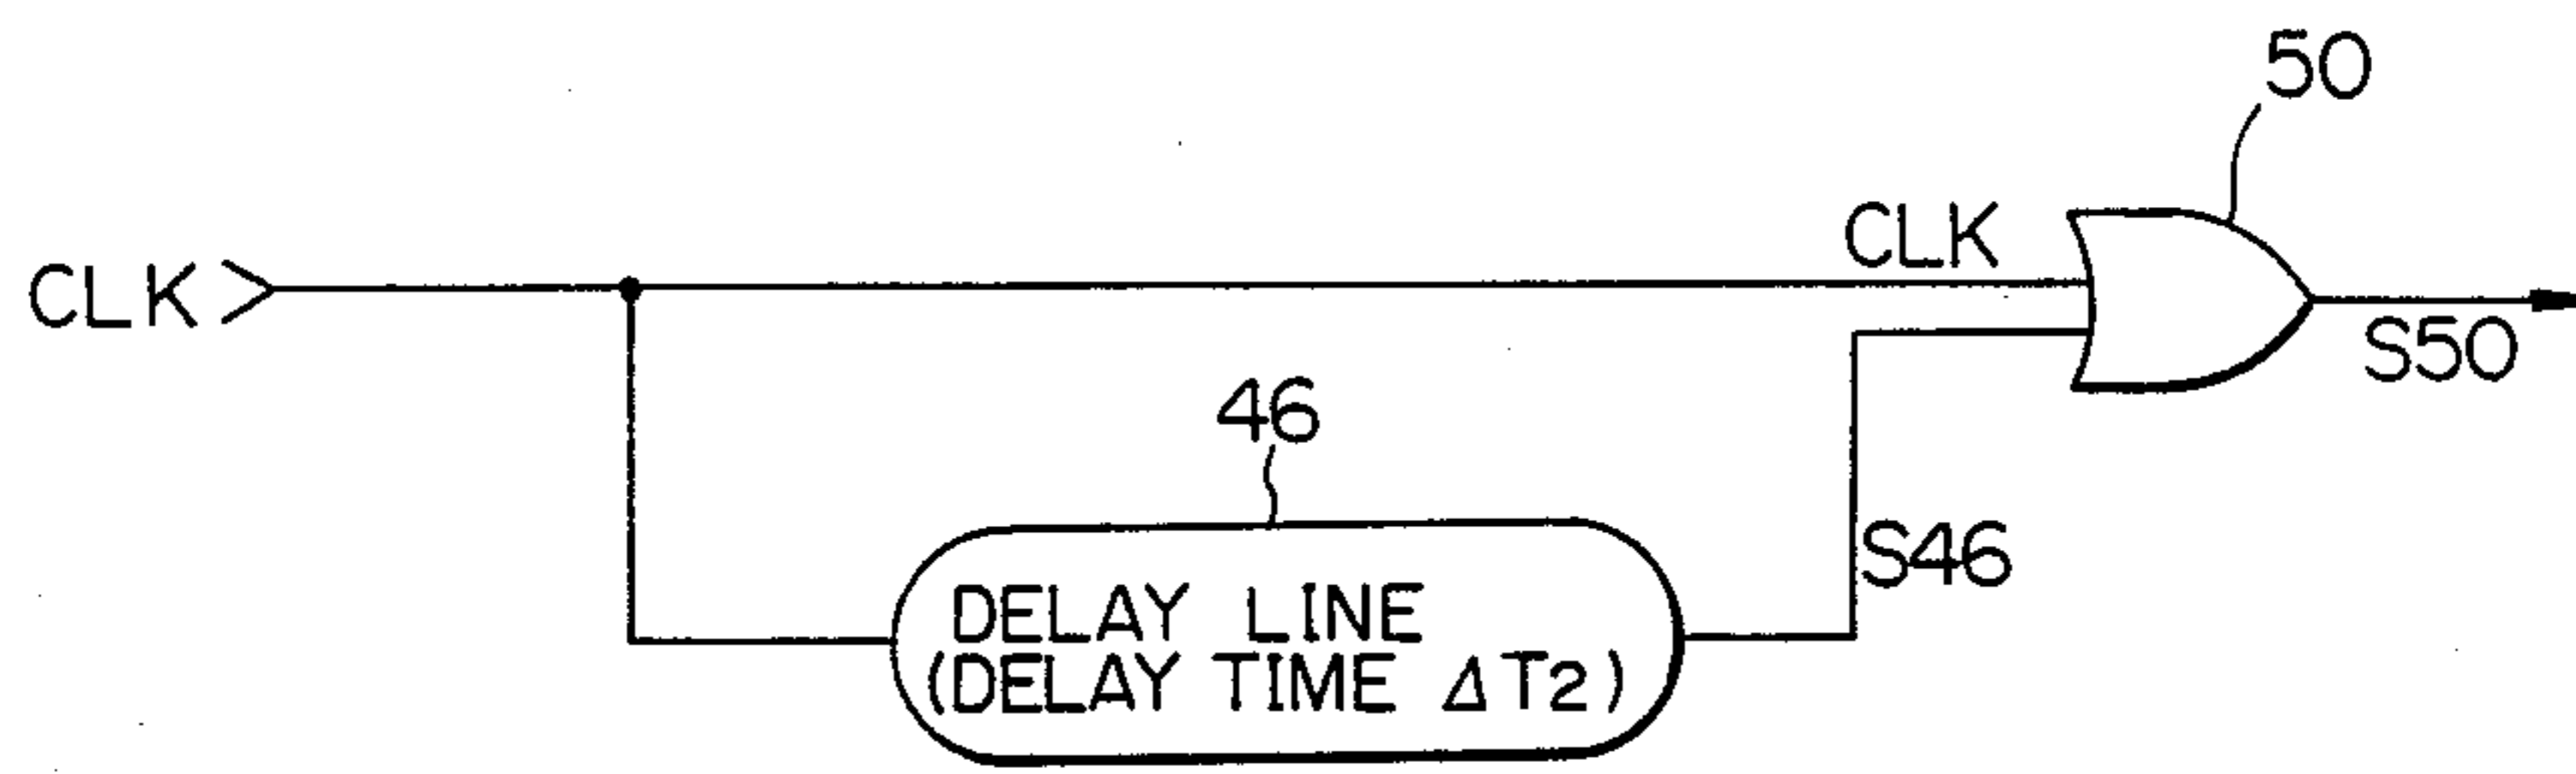 50
CLK
CLK
S50
46
S46
DELAY LINE
(DELAY TIME ΔT2)